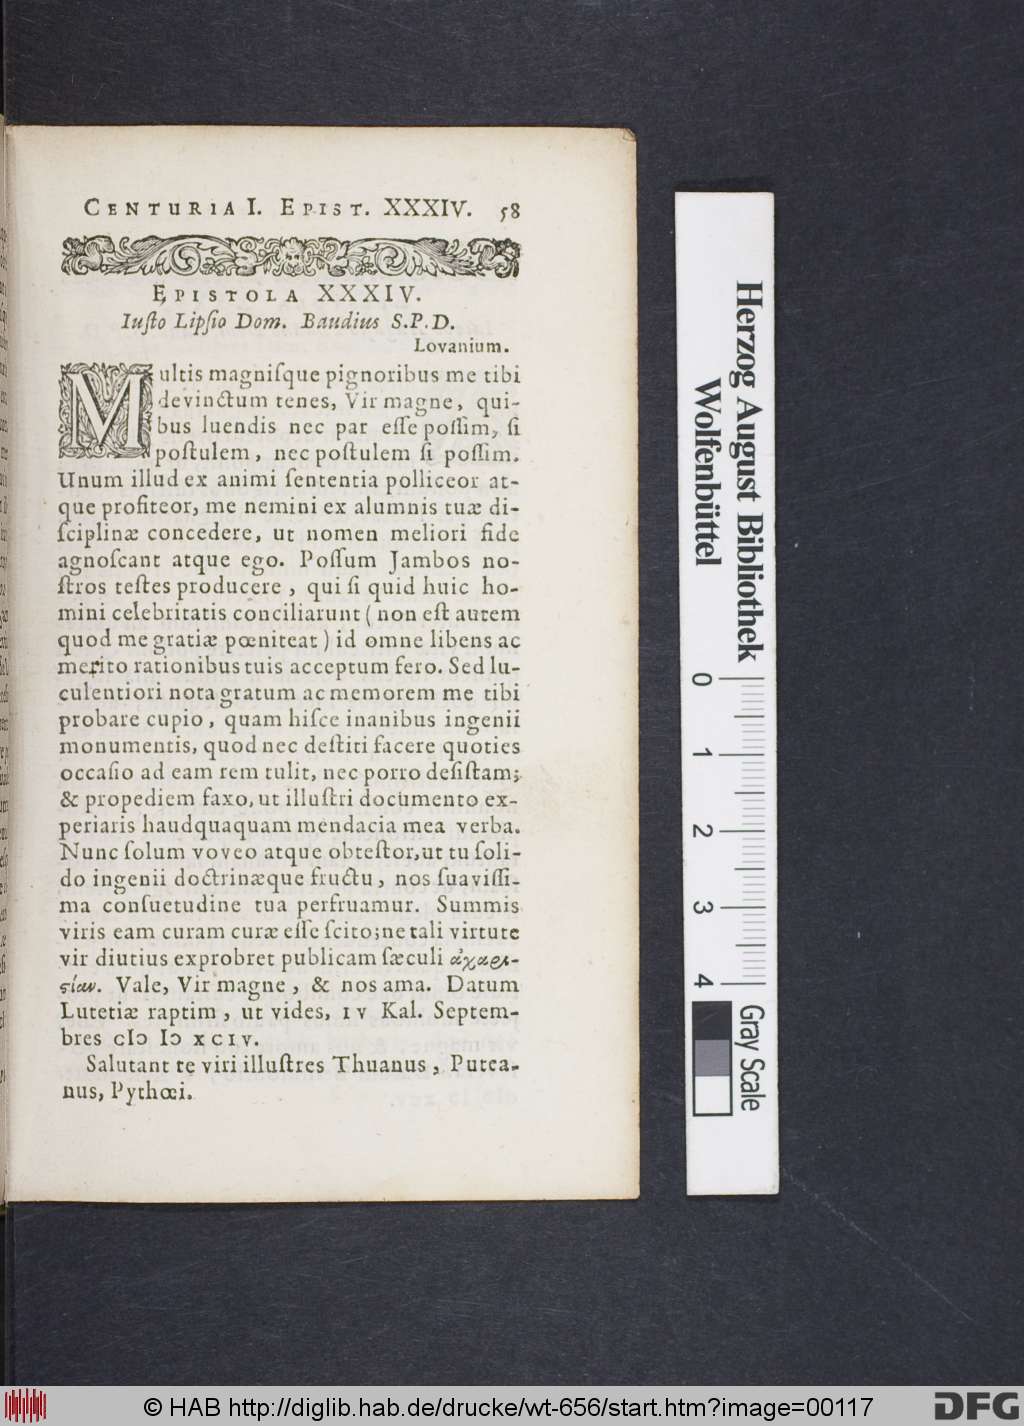 CENTURIA I. EPIST. XXXIV. 58
EPISTOLA XXXIV.
Iuſto Lipſio Dom. Baudius S.P.D.
Lovanium.
Multis magniſque pignoribus me tibi
devinctum tenes, Vir magne, qui-
bus luendis nec par eſſe poſſim, ſi
poſtulem, nec poſtulem ſi poſſim.
Unum illud ex animi ſententia polliceor at-
que profiteor, me nemini ex alumnis tuæ di-
ſciplinæ concedere, ut nomen meliori fide
agnoſcant atque ego. Poſſum Jambos no-
ſtros teſtes producere, qui ſi quid huic ho-
mini celebritatis conciliarunt (non eſt autem
quod me gratiæ pœniteat) id omne libens ac
merito rationibus tuis acceptum fero. Sed lu-
culentiori nota gratum ac memorem me tibi
probare cupio, quam hiſce inanibus ingenii
monumentis, quod nec deſtiti facere quoties
occaſio ad eam rem tulit, nec porro deſiſtam;
& propediem faxo, ut illuſtri documento ex-
periaris haudquaquam mendacia mea verba.
Nunc ſolum voveo atque obteſtor, ut tu ſoli-
do ingenii doctrinæque fructu, nos ſuaviſſi-
ma conſuetudine tua perfruamur. Summis
viris eam curam curæ eſſe ſcito; ne tali virtute
vir diutius exprobret publicam ſæculi ἀχαρι-
ςίαν. Vale, Vir magne, & nos ama. Datum
Lutetiæ raptim, ut vides, IV Kal. Septem-
bres cIɔ Iɔ XCIV.
Salutant te viri illuſtres Thuanus, Putea-
nus, Pythœi.
Herzog August Bibliothek
Wolfenbüttel
0 1 2 3 4
Gray Scale
© HAB http://diglib.hab.de/drucke/wt-656/start.htm?image=00117
DFG